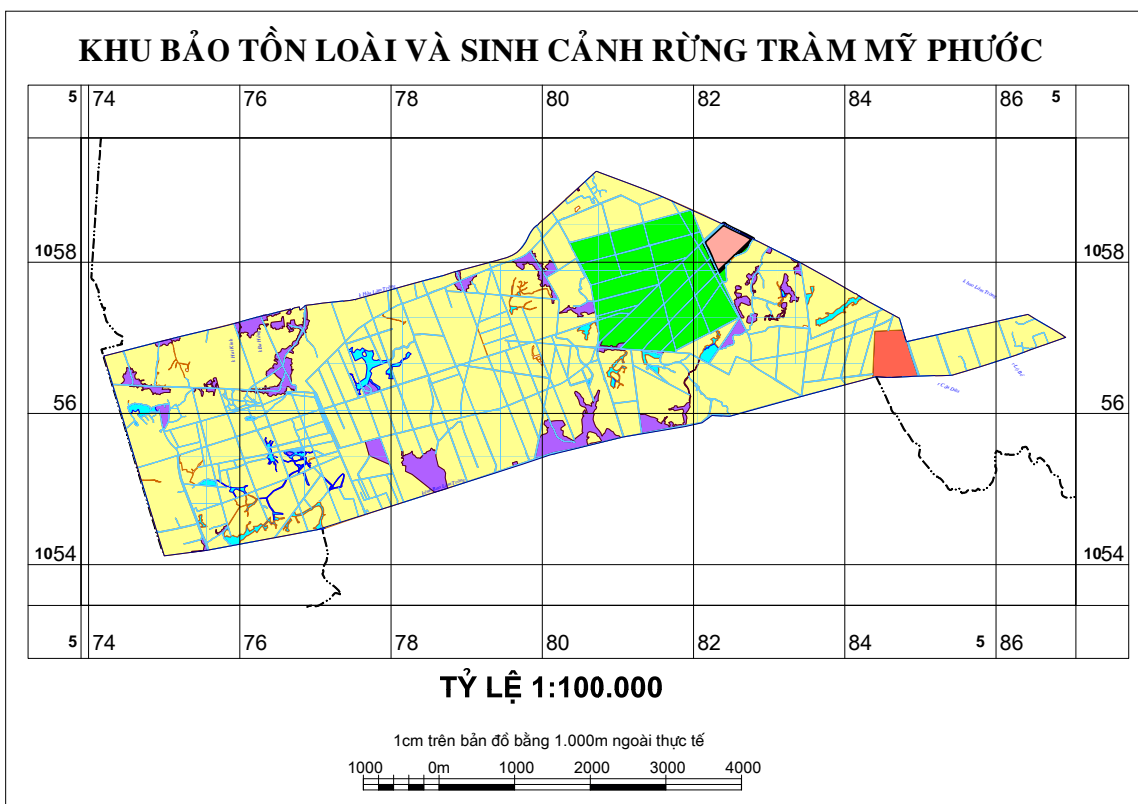 KHU BẢO TỒN LOÀI VÀ SINH CẢNH RỪNG TRÀM MỸ PHƯỚC
5 74 76 78 80 82 84 86 5
1058 1058
56 56
1054 1054
5 74 76 78 80 82 84 5 86
TỶ LỆ 1:100.000
1cm trên bản đồ bằng 1.000m ngoài thực tế
1000 0m 1000 2000 3000 4000